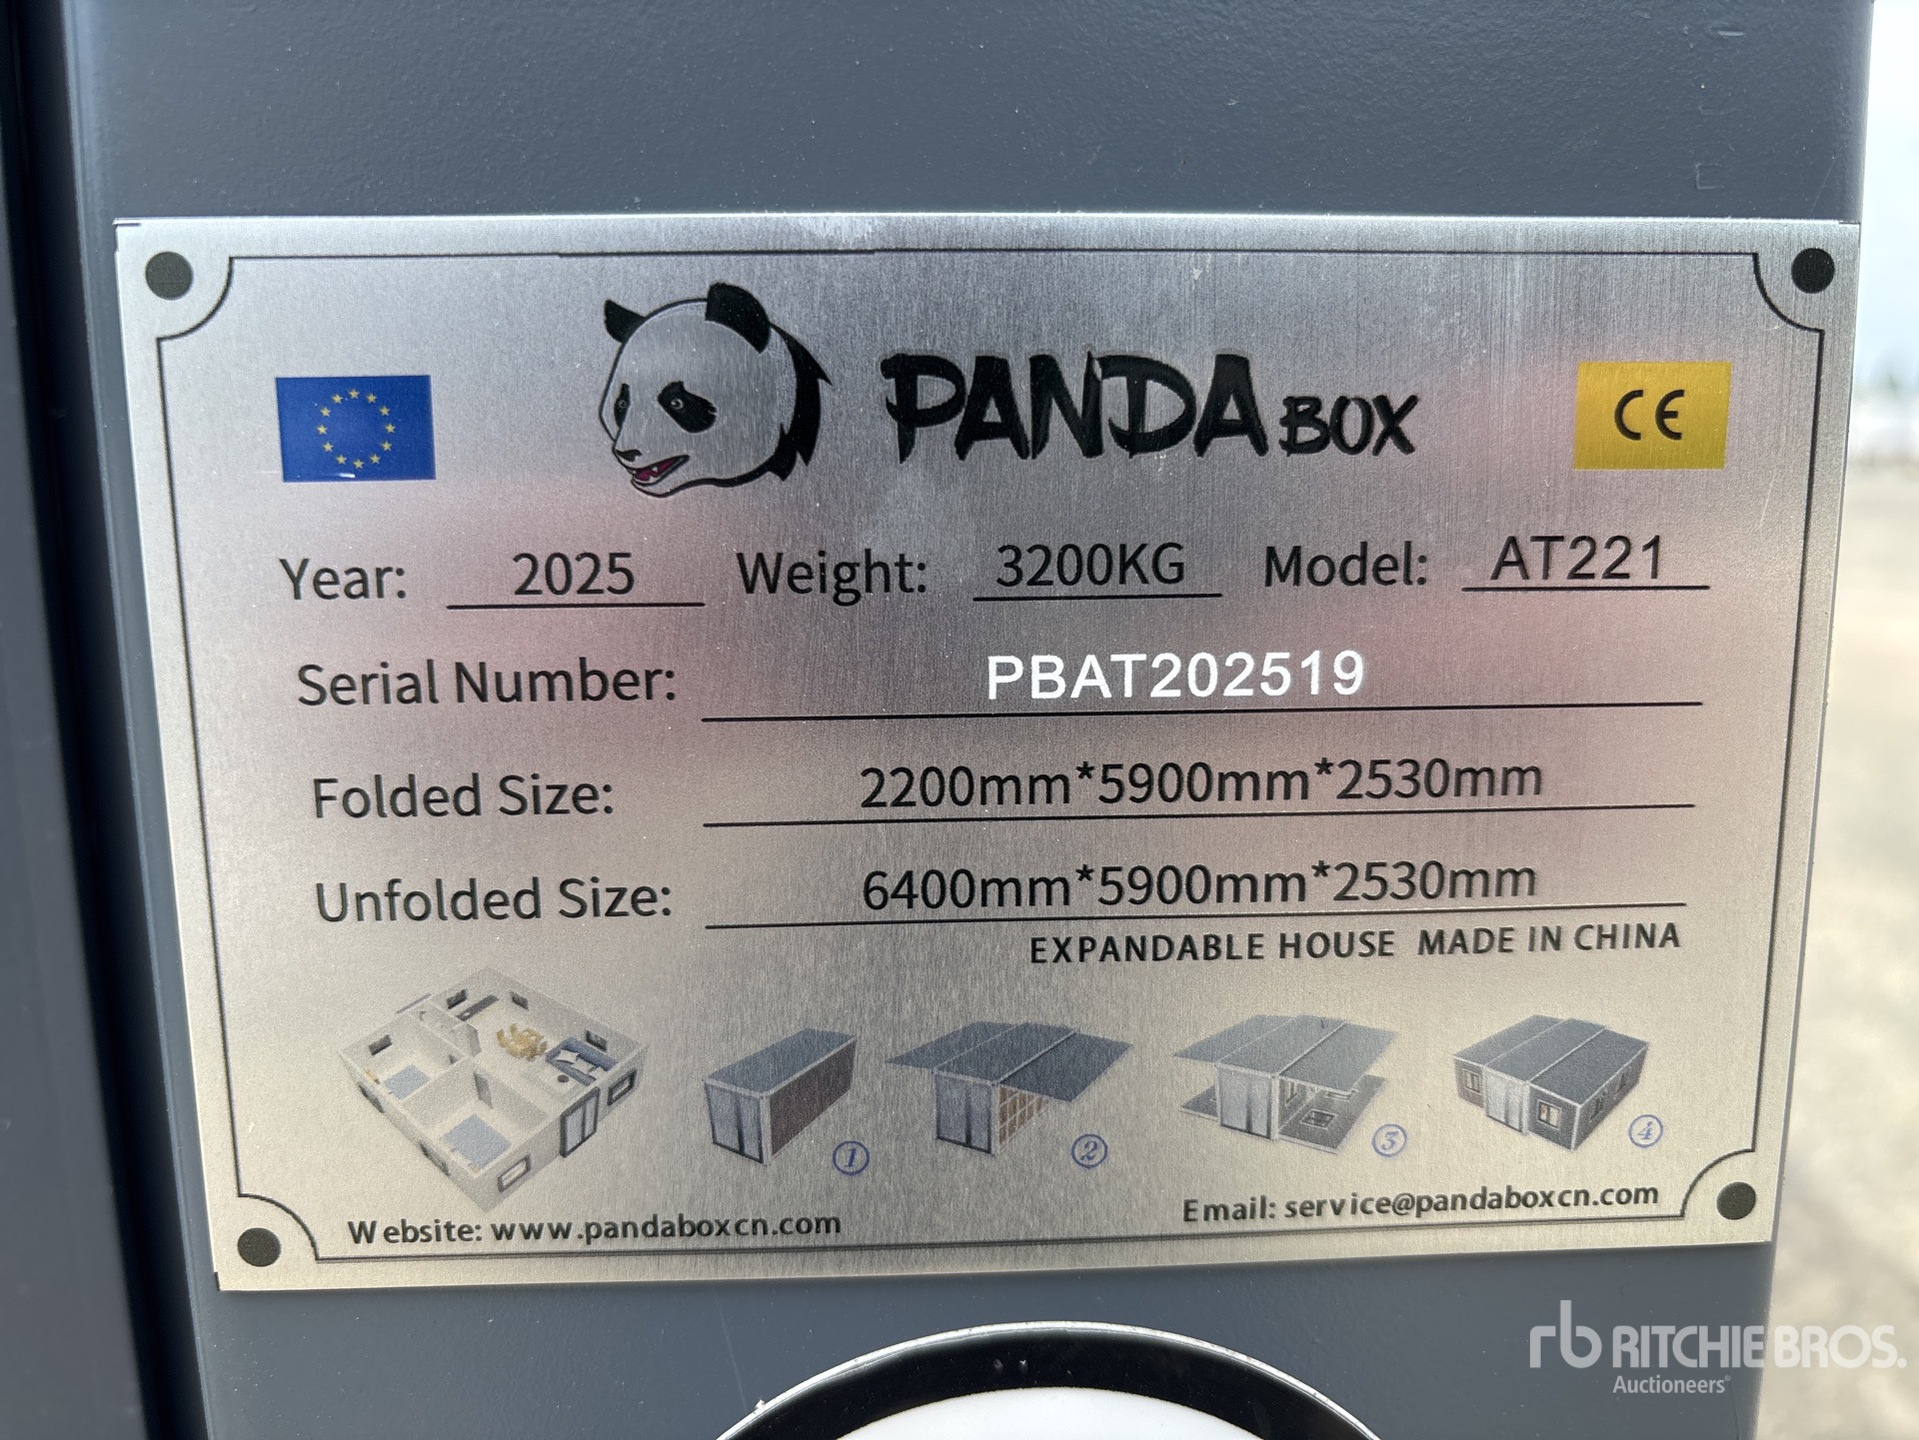 PANDA BOX
CE
Year: 2025 Weight: 3200KG Model: AT221
Serial Number: PBAT202519
Folded Size: 2200mm*5900mm*2530mm
Unfolded Size: 6400mm*5900mm*2530mm
EXPANDABLE HOUSE MADE IN CHINA
1 2 3 4
Website: www.pandaboxcn.com Email: service@pandaboxcn.com
rb RITCHIE BROS.
Auctioneers®